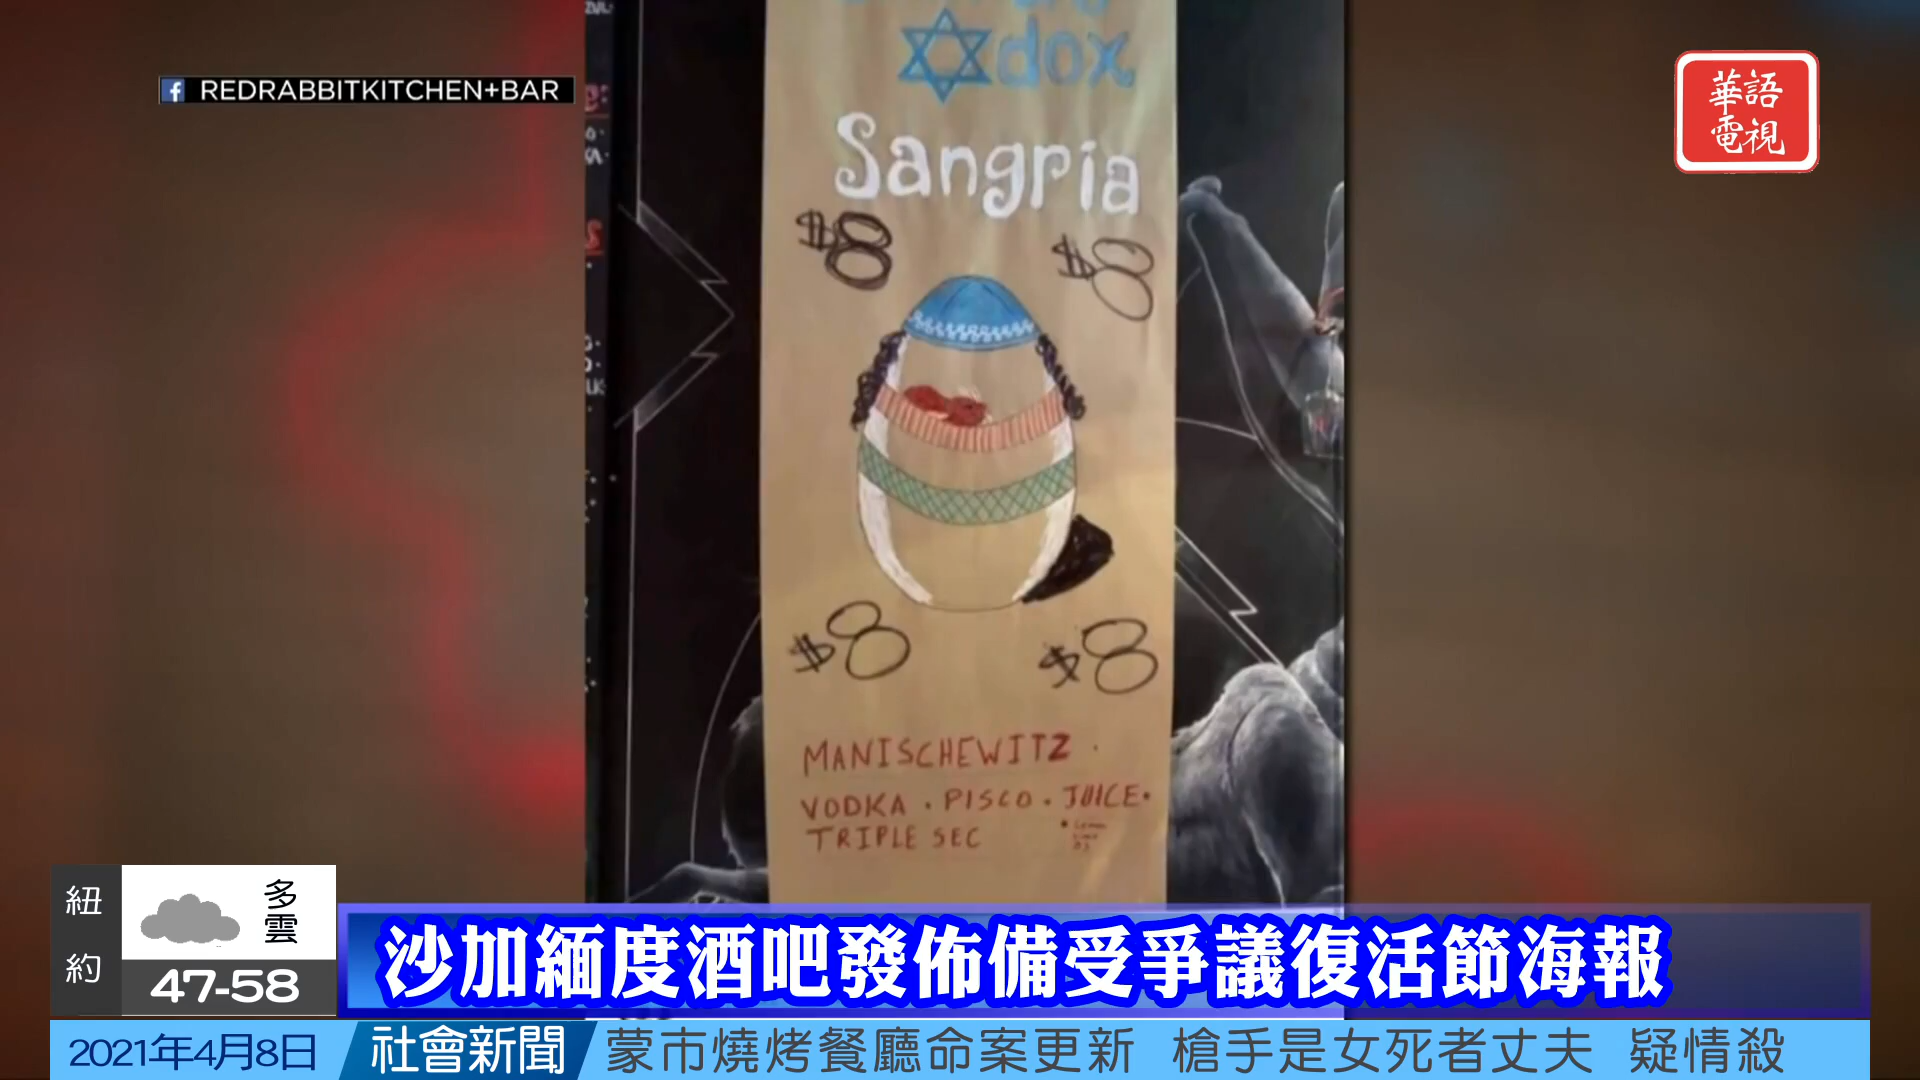 REDRABBITKITCHEN+BAR
華語
電視
dox
Sangria
$8
$8
$8
$8
MANISCHEWITZ ·
VODKA · PISCO · JUICE ·
TRIPLE SEC
紐約
多雲
47-58
沙加緬度酒吧發佈備受爭議復活節海報
2021年4月8日
社會新聞
蒙市燒烤餐廳命案更新 槍手是女死者丈夫 疑情殺